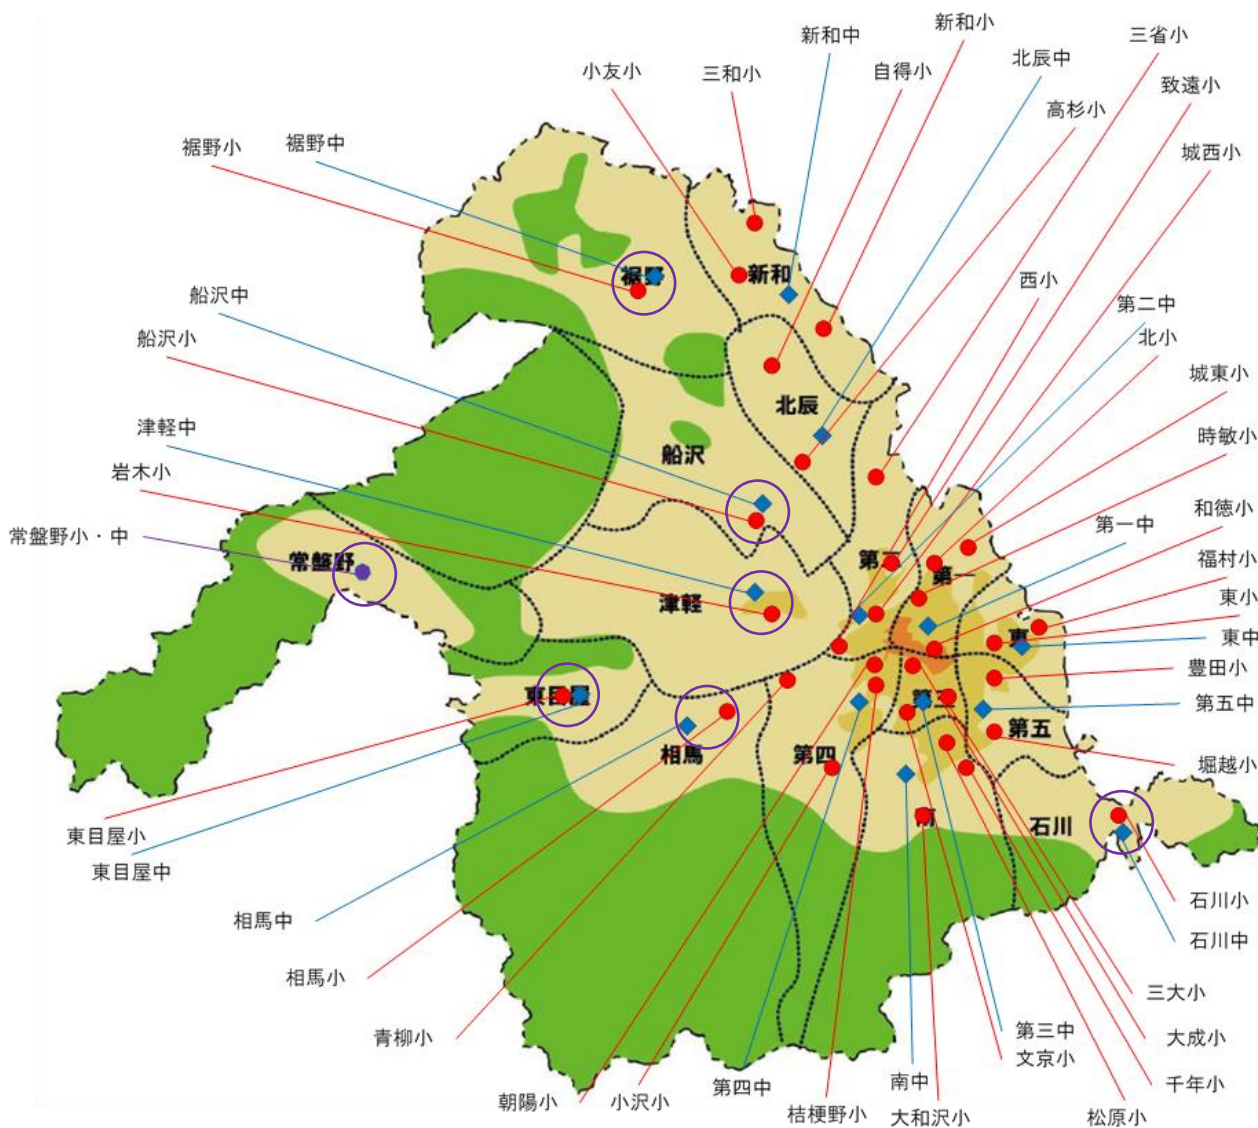 新和小
新和中
三省小
北辰中
小友小
三和小
自得小
致遠小
高杉小
裾野中
裾野小
城西小
裾野
新和
西小
船沢中
第二中
船沢小
北小
城東小
北辰
津軽中
時敏小
船沢
岩木小
和徳小
第一中
常盤野小・中
常盤野
第二
福村小
第一
東小
津軽
東
東中
豊田小
東目屋
第三
第五中
第五
相馬
第四
堀越小
南
石川
東目屋小
東目屋中
石川小
相馬中
石川中
相馬小
三大小
青柳小
第三中
大成小
文京小
南中
第四中
千年小
朝陽小
小沢小
桔梗野小
大和沢小
松原小